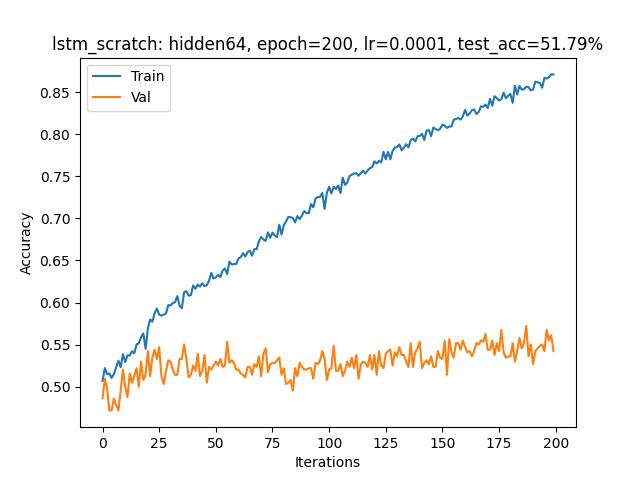 lstm_scratch: hidden64, epoch=200, lr=0.0001, test_acc=51.79%
Train
Val
0.85
0.80
0.75
0.70
0.65
0.60
0.55
0.50
Accuracy
0 25 50 75 100 125 150 175 200
Iterations